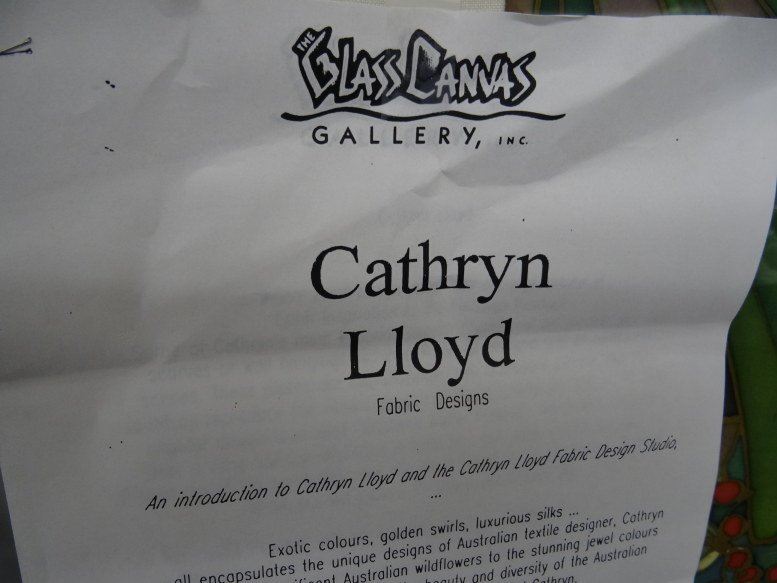 THE
GLASS CANVAS
GALLERY, INC.
Cathryn
Lloyd
Fabric Designs
An introduction to Cathryn Lloyd and the Cathryn Lloyd Fabric Design Studio,
...
Exotic colours, golden swirls, luxurious silks ...
all encapsulates the unique designs of Australian textile designer, Cathryn
Australian wildflowers to the stunning jewel colours
beauty and diversity of the Australian
Cathryn.